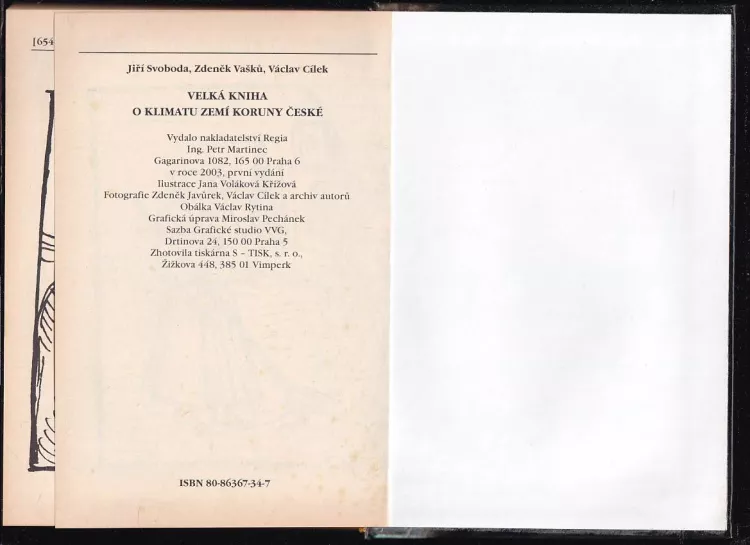 [654
Jiří Svoboda, Zdeněk Vašků, Václav Cílek
VELKÁ KNIHA
O KLIMATU ZEMÍ KORUNY ČESKÉ
Vydalo nakladatelství Regia
Ing. Petr Martinec
Gagarinova 1082, 165 00 Praha 6
v roce 2003, první vydání
Ilustrace Jana Voláková Křížová
Fotografie Zdeněk Javůrek, Václav Cílek a archiv autorů
Obálka Václav Rytina
Grafická úprava Miroslav Pechánek
Sazba Grafické studio VVG,
Drtinova 24, 150 00 Praha 5
Zhotovila tiskárna S – TISK, s. r. o.,
Žižkova 448, 385 01 Vimperk
ISBN 80-86367-34-7